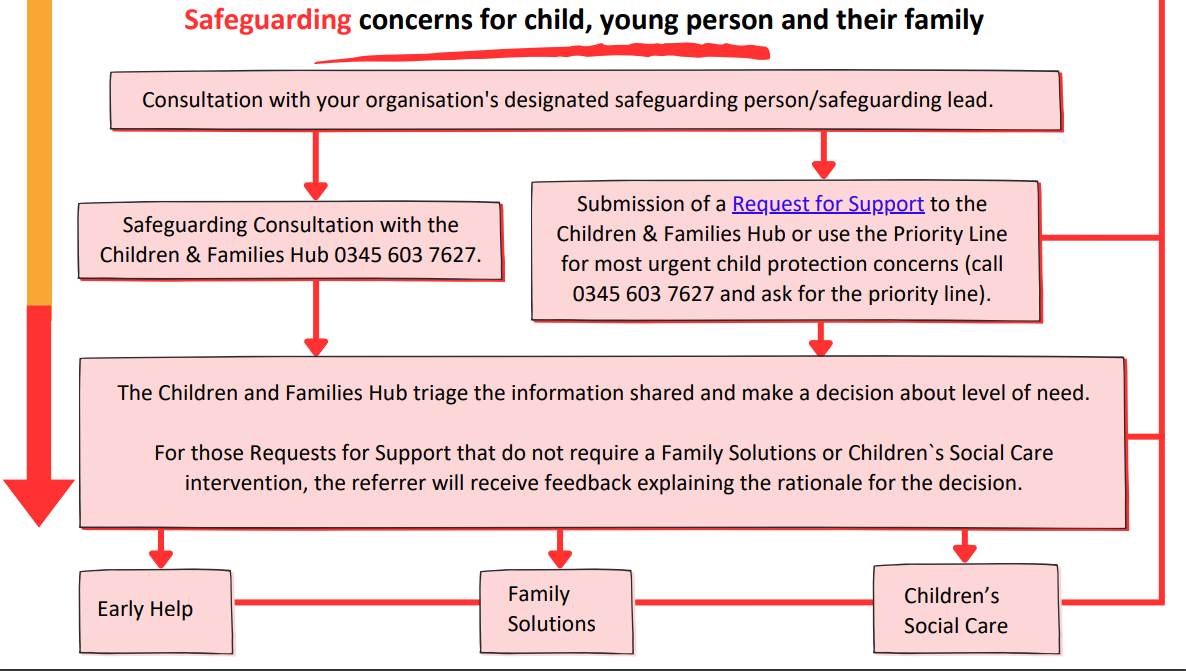 Safeguarding concerns for child, young person and their family
Consultation with your organisation's designated safeguarding person/safeguarding lead.
Safeguarding Consultation with the
Children & Families Hub 0345 603 7627.
Submission of a Request for Support to the
Children & Families Hub or use the Priority Line
for most urgent child protection concerns (call
0345 603 7627 and ask for the priority line).
The Children and Families Hub triage the information shared and make a decision about level of need.
For those Requests for Support that do not require a Family Solutions or Children`s Social Care
intervention, the referrer will receive feedback explaining the rationale for the decision.
Early Help
Family
Solutions
Children’s
Social Care